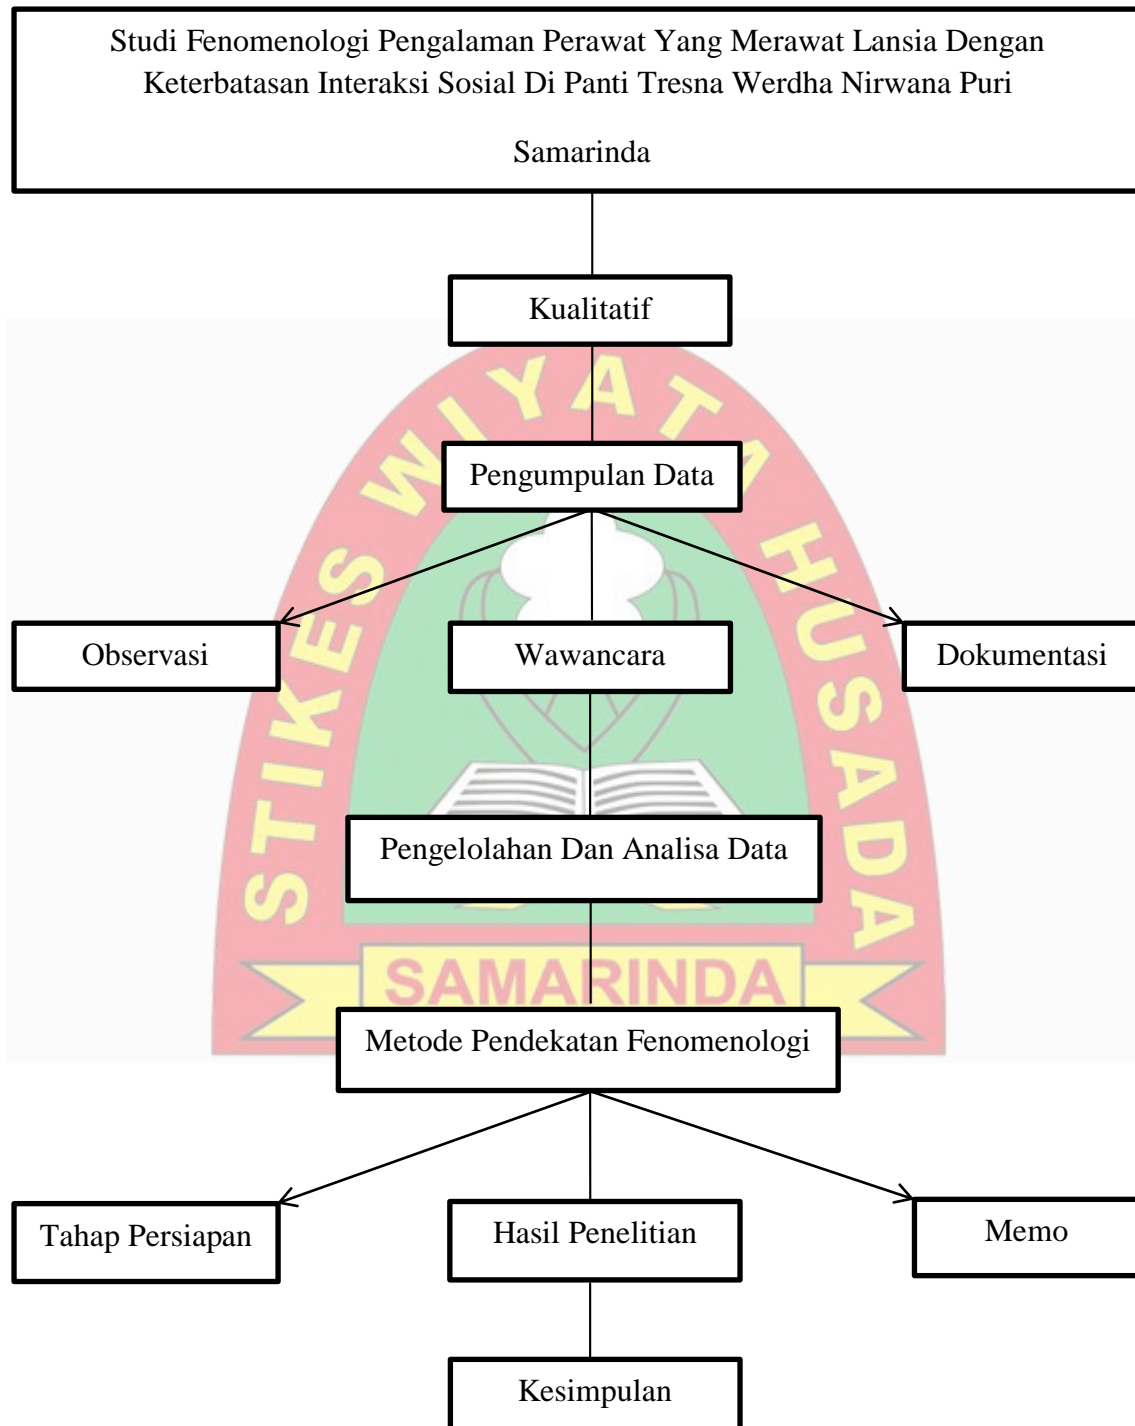 Studi Fenomenologi Pengalaman Perawat Yang Merawat Lansia Dengan
Keterbatasan Interaksi Sosial Di Panti Tresna Werdha Nirwana Puri
Samarinda
Kualitatif
STIKES WIYATA HUSADA
Pengumpulan Data
Observasi
Wawancara
Dokumentasi
Pengelolahan Dan Analisa Data
SAMARINDA
Metode Pendekatan Fenomenologi
Tahap Persiapan
Hasil Penelitian
Memo
Kesimpulan